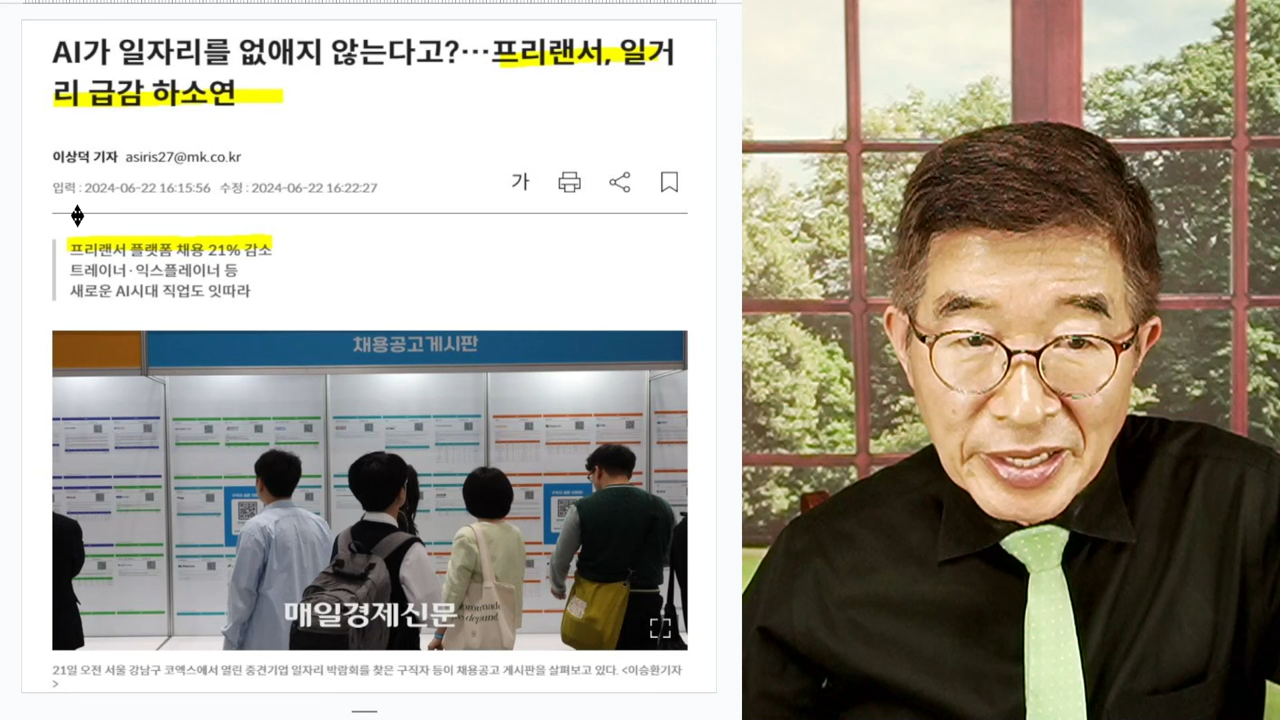 AI가 일자리를 없애지 않는다고?…프리랜서, 일거
리 급감 하소연
이상덕 기자 asiris27@mk.co.kr
입력 : 2024-06-22 16:15:56 수정 : 2024-06-22 16:22:27
가
프리랜서 플랫폼 채용 21% 감소
트레이너·익스플레이너 등
새로운 AI시대 직업도 잇따라
채용공고게시판
매일경제신문
21일 오전 서울 강남구 코엑스에서 열린 중견기업 일자리 박람회를 찾은 구직자 등이 채용공고 게시판을 살펴보고 있다. <이승환기자
>